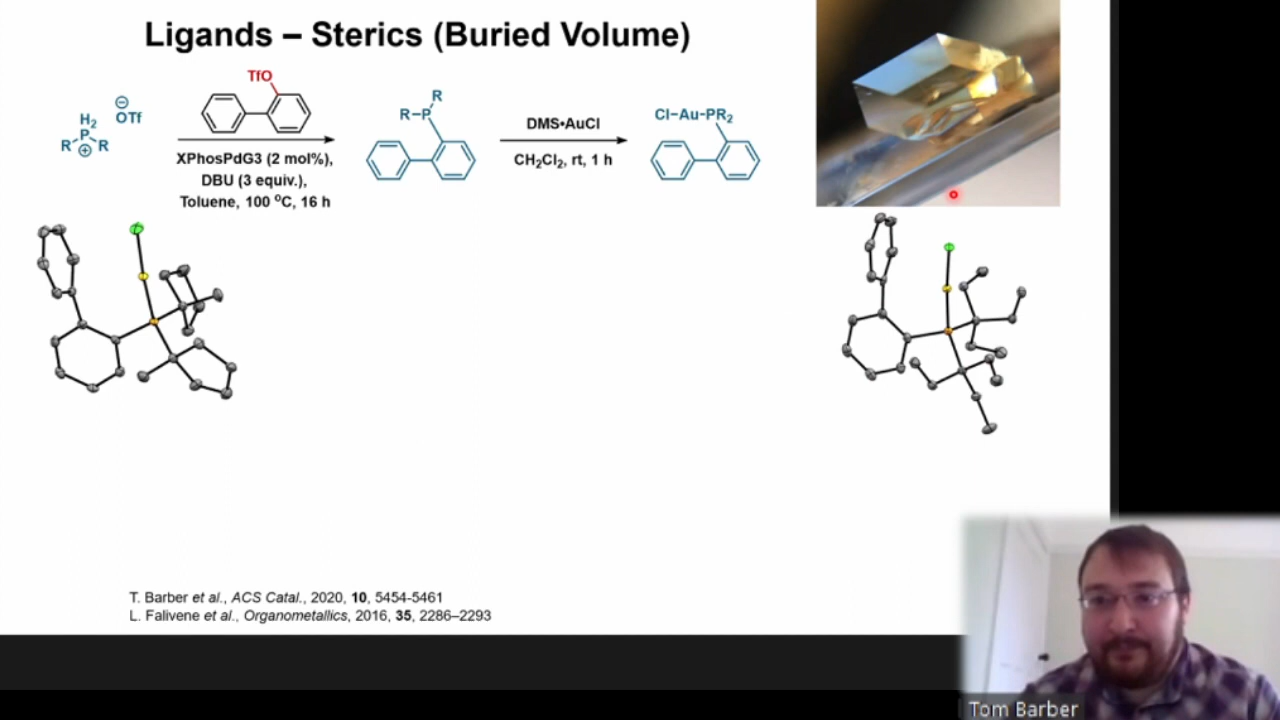 Ligands – Sterics (Buried Volume)
TfO
H₂
P
R R
⊕
⊖
OTf
XPhosPdG3 (2 mol%),
DBU (3 equiv.),
Toluene, 100 °C, 16 h
R
R–P
DMS•AuCl
CH₂Cl₂, rt, 1 h
Cl–Au–PR₂
T. Barber et al., ACS Catal., 2020, 10, 5454-5461
L. Falivene et al., Organometallics, 2016, 35, 2286–2293
Tom Barber